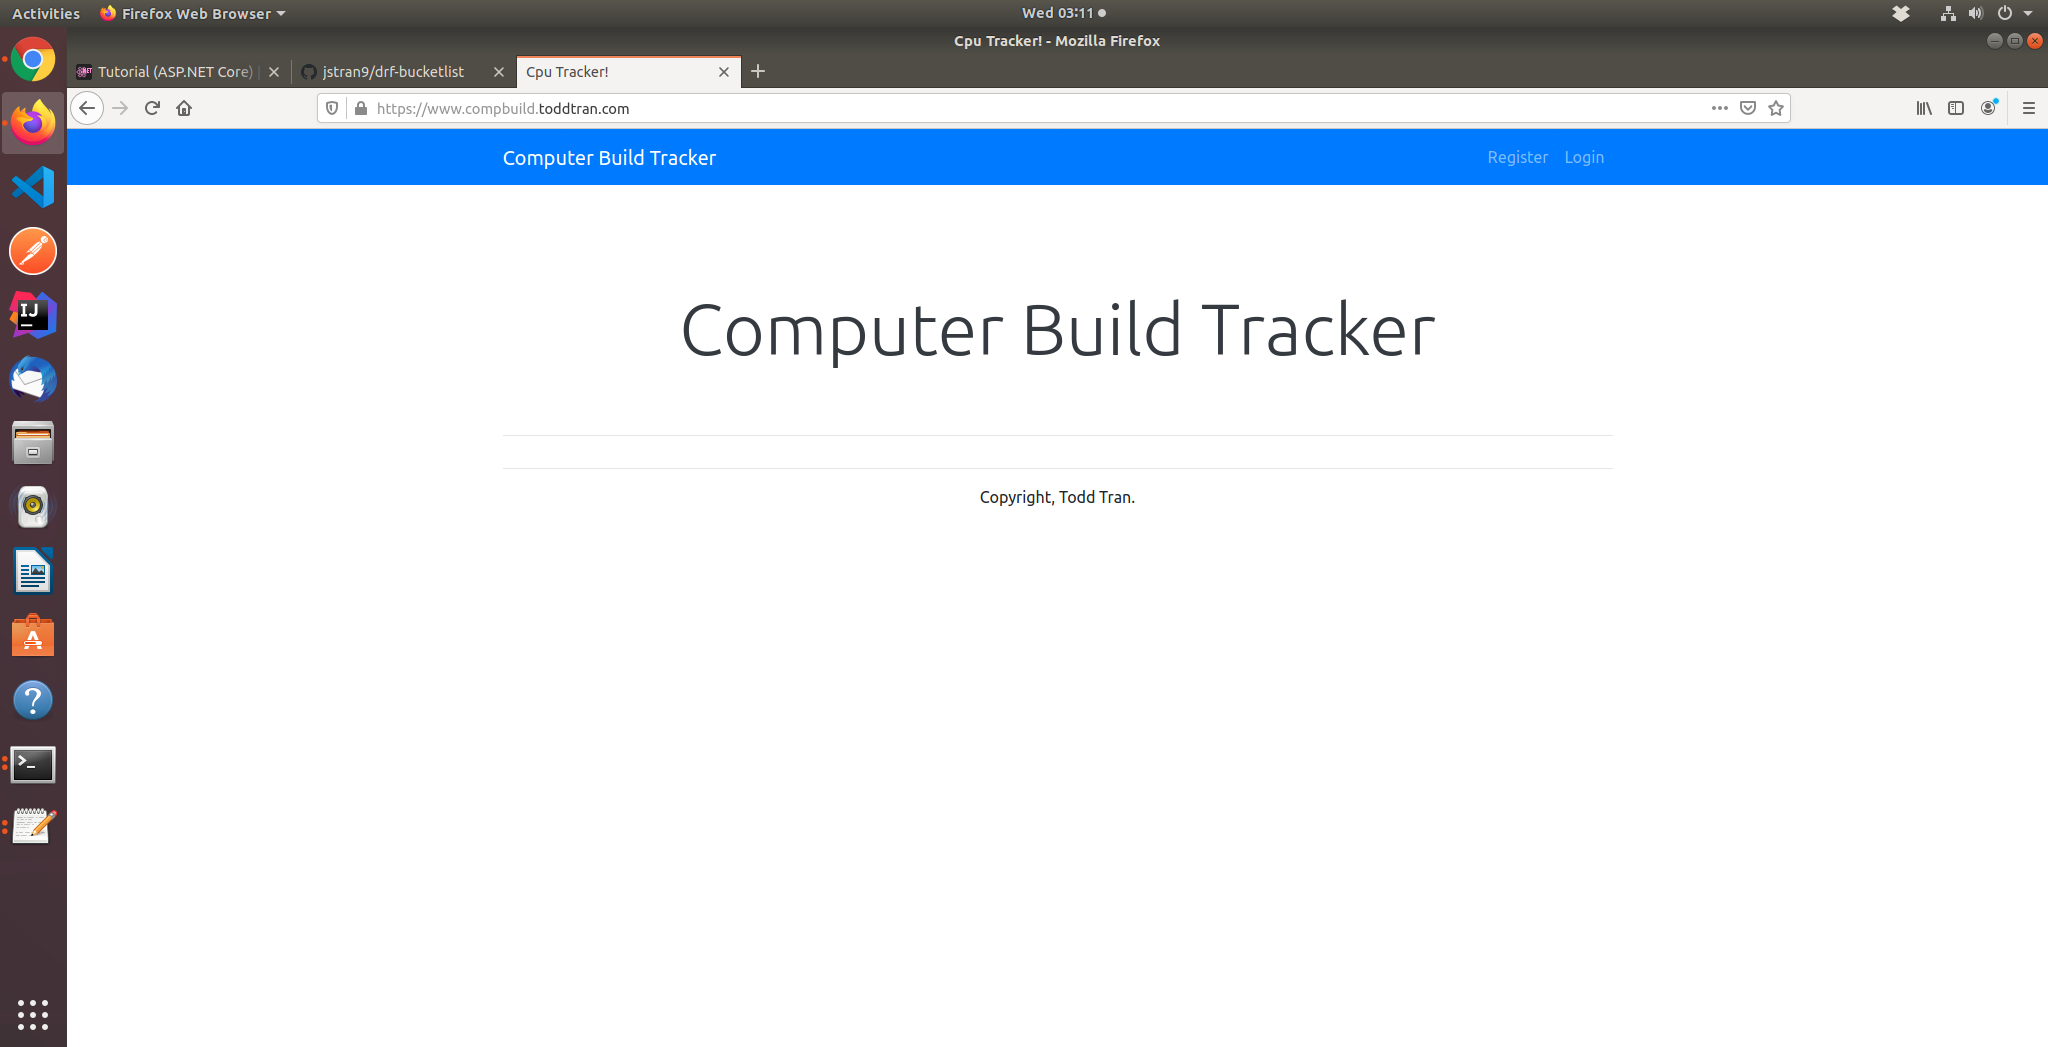 Activities Firefox Web Browser Wed 03:11
Cpu Tracker! - Mozilla Firefox
Tutorial (ASP.NET Core) | jstran9/drf-bucketlist Cpu Tracker!
https://www.compbuild.toddtran.com
Computer Build Tracker Register Login
Computer Build Tracker
Copyright, Todd Tran.